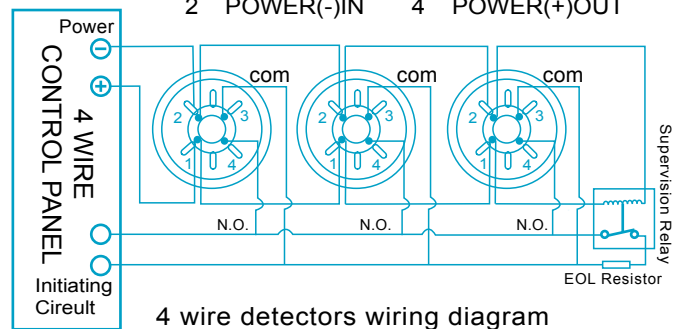 2 POWER(-)IN 4 POWER(+)OUT
Power
4 WIRE
CONTROL PANEL
com
com
com
2 3
1 4
2 3
1 4
2 3
1 4
N.O.
N.O.
N.O.
Supervision Relay
EOL Resistor
Initiating
Cireult
4 wire detectors wiring diagram